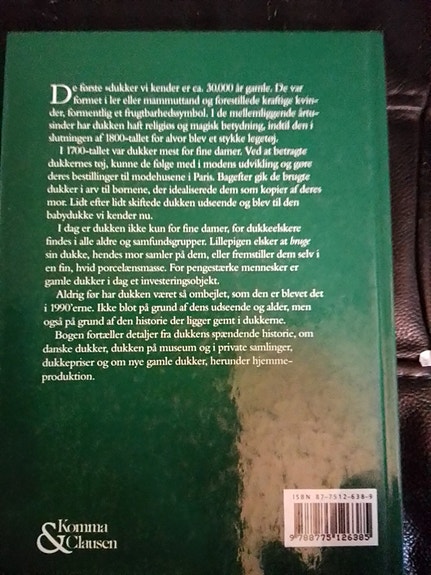 De første »dukker vi kender er ca. 30.000 år gamle. De var
formet i ler eller mammuttand og forestillede kraftige kvin-
der, formentlig et frugtbarhedssymbol. I de mellemliggende årtu-
sinder har dukken haft religiøs og magisk betydning, indtil den i
slutningen af 1800-tallet for alvor blev et stykke legetøj.
I 1700-tallet var dukker mest for fine damer. Ved at betragte
dukkernes tøj, kunne de følge med i modens udvikling og gøre
deres bestillinger til modehusene i Paris. Bagefter gik de brugte
dukker i arv til børnene, der idealiserede dem som kopier af deres
mor. Lidt efter lidt skiftede dukken udseende og blev til den
babydukke vi kender nu.
I dag er dukken ikke kun for fine damer, for dukkeelskere
findes i alle aldre og samfundsgrupper. Lillepigen elsker at bruge
sin dukke, hendes mor samler på dem, eller fremstiller dem selv i
en fin, hvid porcelænsmasse. For pengestærke mennesker er
gamle dukker i dag et investeringsobjekt.
Aldrig før har dukken været så ombejlet, som den er blevet det
i 1990'erne. Ikke blot på grund af dens udseende og alder, men
også på grund af den historie der ligger gemt i dukkerne.
Bogen fortæller detaljer fra dukkens spændende historie, om
danske dukker, dukken på museum og i private samlinger,
dukkepriser og om nye gamle dukker, herunder hjemme-
produktion.
ISBN 87-7512-638-9
9 788775 126385
Komma
& Clausen